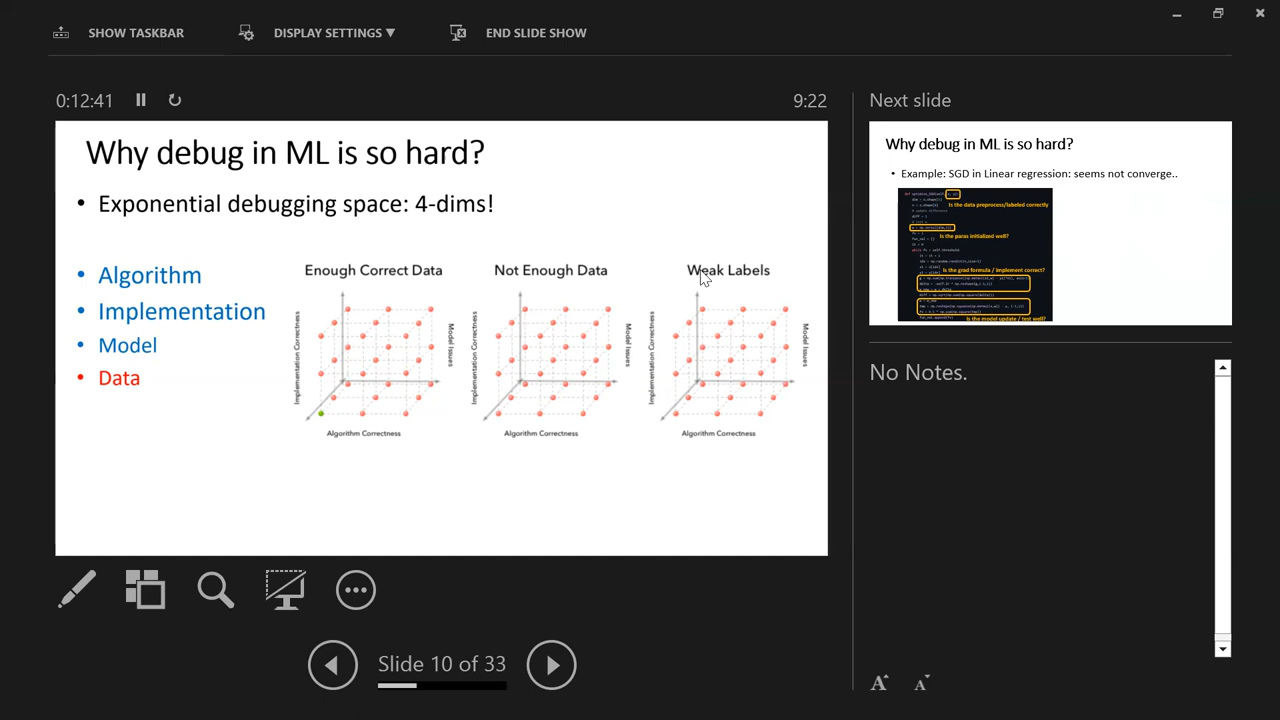 SHOW TASKBAR
DISPLAY SETTINGS ▼
END SLIDE SHOW
0:12:41
9:22
Why debug in ML is so hard?
• Exponential debugging space: 4-dims!
• Algorithm
• Implementation
• Model
• Data
Enough Correct Data
Implementation Correctness
Model Issues
Algorithm Correctness
Not Enough Data
Implementation Correctness
Model Issues
Algorithm Correctness
Weak Labels
Implementation Correctness
Model Issues
Algorithm Correctness
Slide 10 of 33
Next slide
Why debug in ML is so hard?
• Example: SGD in Linear regression: seems not converge..
Is the data preprocess/labeled correctly
Is the paras initialized well?
Is the grad formula / implement correct?
Is the model update / test well?
No Notes.
A
A